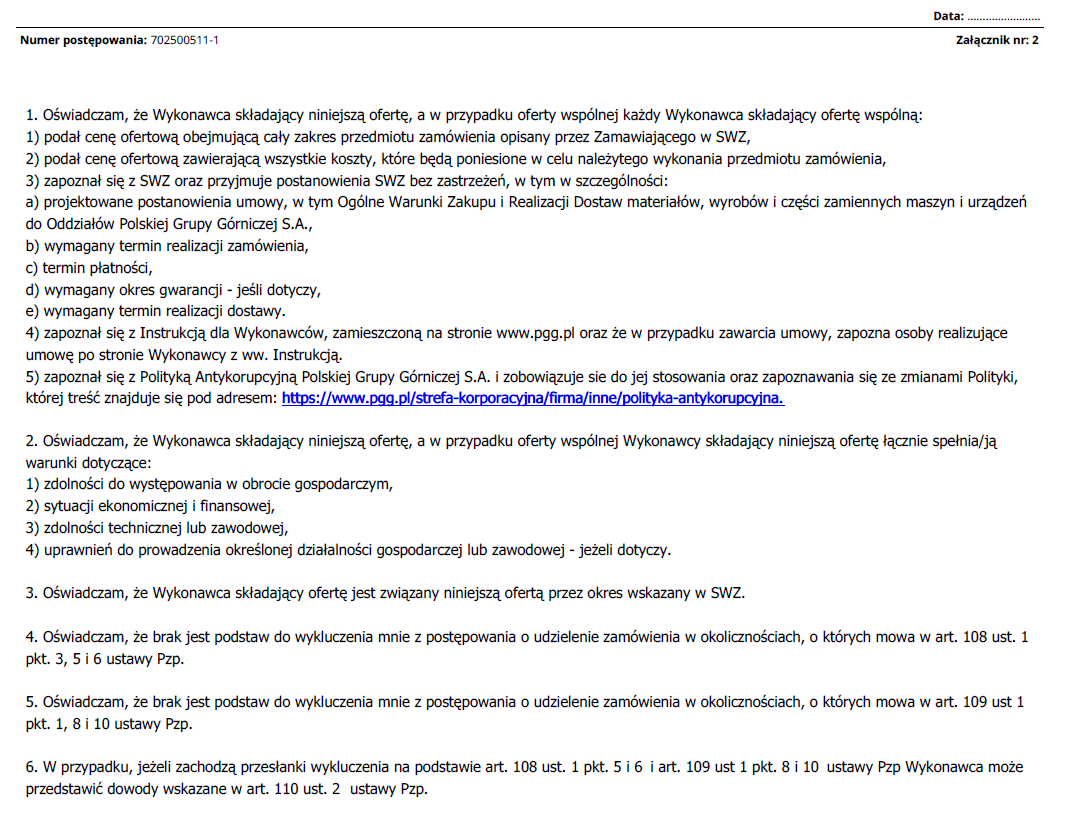 Data: ........................
Numer postępowania: 702500511-1
Załącznik nr: 2
1. Oświadczam, że Wykonawca składający niniejszą ofertę, a w przypadku oferty wspólnej każdy Wykonawca składający ofertę wspólną:
1) podał cenę ofertową obejmującą cały zakres przedmiotu zamówienia opisany przez Zamawiającego w SWZ,
2) podał cenę ofertową zawierającą wszystkie koszty, które będą poniesione w celu należytego wykonania przedmiotu zamówienia,
3) zapoznał się z SWZ oraz przyjmuje postanowienia SWZ bez zastrzeżeń, w tym w szczególności:
a) projektowane postanowienia umowy, w tym Ogólne Warunki Zakupu i Realizacji Dostaw materiałów, wyrobów i części zamiennych maszyn i urządzeń
do Oddziałów Polskiej Grupy Górniczej S.A.,
b) wymagany termin realizacji zamówienia,
c) termin płatności,
d) wymagany okres gwarancji - jeśli dotyczy,
e) wymagany termin realizacji dostawy.
4) zapoznał się z Instrukcją dla Wykonawców, zamieszczoną na stronie www.pgg.pl oraz że w przypadku zawarcia umowy, zapozna osoby realizujące
umowę po stronie Wykonawcy z ww. Instrukcją.
5) zapoznał się z Polityką Antykorupcyjną Polskiej Grupy Górniczej S.A. i zobowiązuje sie do jej stosowania oraz zapoznawania się ze zmianami Polityki,
której treść znajduje się pod adresem: https://www.pgg.pl/strefa-korporacyjna/firma/inne/polityka-antykorupcyjna.
2. Oświadczam, że Wykonawca składający niniejszą ofertę, a w przypadku oferty wspólnej Wykonawcy składający niniejszą ofertę łącznie spełnia/ją
warunki dotyczące:
1) zdolności do występowania w obrocie gospodarczym,
2) sytuacji ekonomicznej i finansowej,
3) zdolności technicznej lub zawodowej,
4) uprawnień do prowadzenia określonej działalności gospodarczej lub zawodowej - jeżeli dotyczy.
3. Oświadczam, że Wykonawca składający ofertę jest związany niniejszą ofertą przez okres wskazany w SWZ.
4. Oświadczam, że brak jest podstaw do wykluczenia mnie z postępowania o udzielenie zamówienia w okolicznościach, o których mowa w art. 108 ust. 1
pkt. 3, 5 i 6 ustawy Pzp.
5. Oświadczam, że brak jest podstaw do wykluczenia mnie z postępowania o udzielenie zamówienia w okolicznościach, o których mowa w art. 109 ust 1
pkt. 1, 8 i 10 ustawy Pzp.
6. W przypadku, jeżeli zachodzą przesłanki wykluczenia na podstawie art. 108 ust. 1 pkt. 5 i 6 i art. 109 ust 1 pkt. 8 i 10 ustawy Pzp Wykonawca może
przedstawić dowody wskazane w art. 110 ust. 2 ustawy Pzp.